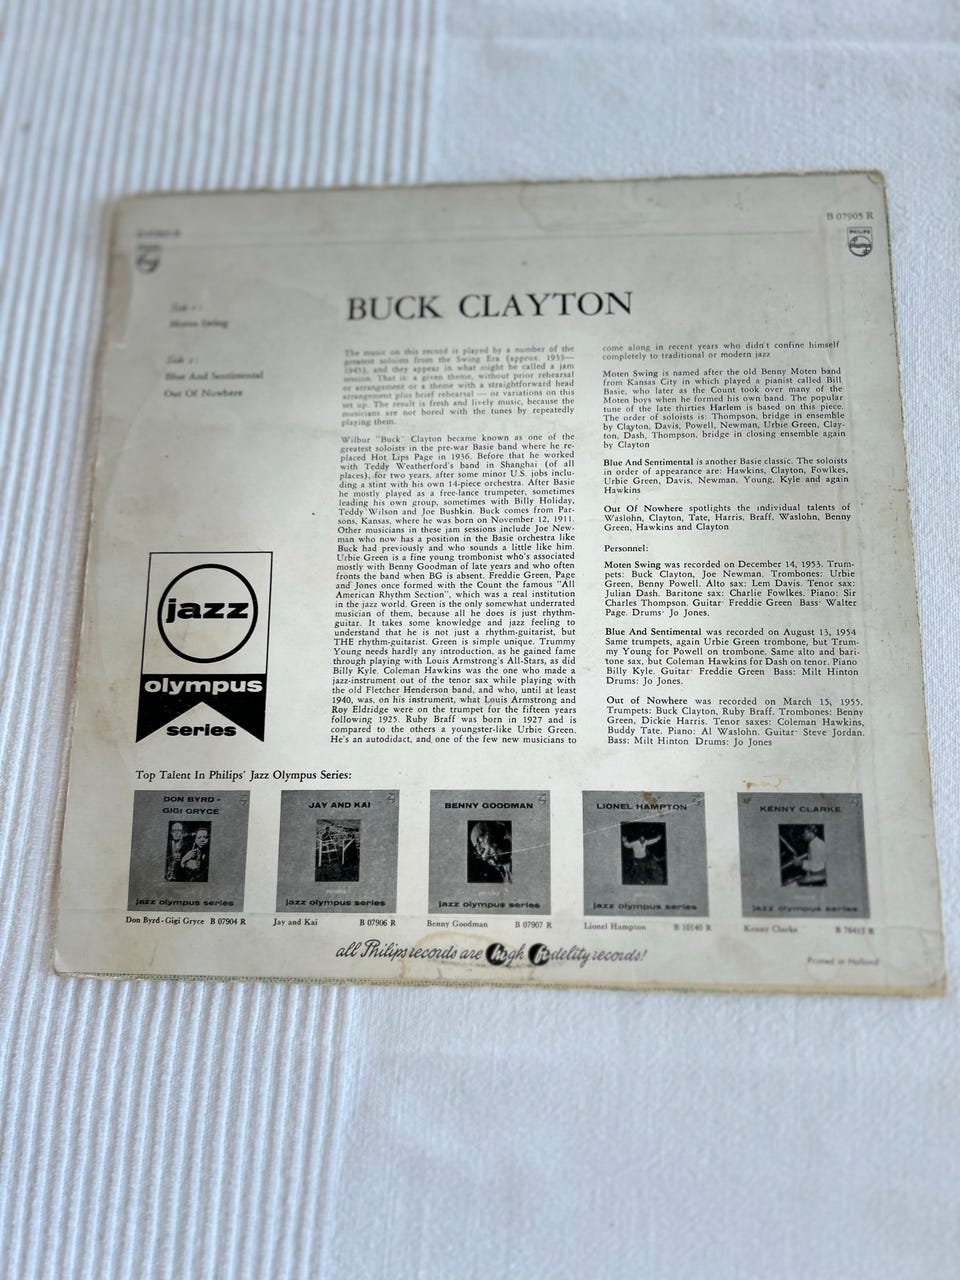 B 07905 R
PHILIPS
BUCK CLAYTON
Side 1:
Moten Swing
Side 2:
Blue And Sentimental
Out Of Nowhere
The music on this record is played by a number of the
greatest soloists from the Swing Era (approx. 1933—
1945), and they appear in what might be called a jam
session. That is: a given theme, without prior rehearsal
or arrangement or a theme with a straightforward head
arrangement plus brief rehearsal — or variations on this
set up. The result is fresh and lively music, because the
musicians are not bored with the tunes by repeatedly
playing them.
Wilbur "Buck" Clayton became known as one of the
greatest soloists in the pre-war Basie band where he re-
placed Hot Lips Page in 1936. Before that he worked
with Teddy Weatherford's band in Shanghai (of all
places), for two years, after some minor U.S. jobs inclu-
ding a stint with his own 14-piece orchestra. After Basie
he mostly played as a free-lance trumpeter, sometimes
leading his own group, sometimes with Billy Holiday,
Teddy Wilson and Joe Bushkin. Buck comes from Par-
sons, Kansas, where he was born on November 12, 1911.
Other musicians in these jam sessions include Joe New-
man who now has a position in the Basie orchestra like
Buck had previously and who sounds a little like him.
Urbie Green is a fine young trombonist who's associated
mostly with Benny Goodman of late years and who often
fronts the band when BG is absent. Freddie Green, Page
and Jones once formed with the Count the famous "All
American Rhythm Section", which was a real institution
in the jazz world. Green is the only somewhat underrated
musician of them, because all he does is just rhythm-
guitar. It takes some knowledge and jazz feeling to
understand that he is not just a rhythm-guitarist, but
THE rhythm-guitarist. Green is simple unique. Trummy
Young needs hardly any introduction, as he gained fame
through playing with Louis Armstrong's All-Stars, as did
Billy Kyle. Coleman Hawkins was the one who made a
jazz-instrument out of the tenor sax while playing with
the old Fletcher Henderson band, and who, until at least
1940, was, on his instrument, what Louis Armstrong and
Roy Eldridge were on the trumpet for the fifteen years
following 1925. Ruby Braff was born in 1927 and is
compared to the others a youngster-like Urbie Green.
He's an autodidact, and one of the few new musicians to
come along in recent years who didn't confine himself
completely to traditional or modern jazz
Moten Swing is named after the old Benny Moten band
from Kansas City in which played a pianist called Bill
Basie, who later as the Count took over many of the
Moten boys when he formed his own band. The popular
tune of the late thirties Harlem is based on this piece.
The order of soloists is: Thompson, bridge in ensemble
by Clayton, Davis, Powell, Newman, Urbie Green, Clay-
ton, Dash, Thompson, bridge in closing ensemble again
by Clayton
Blue And Sentimental is another Basie classic. The soloists
in order of appearance are: Hawkins, Clayton, Fowlkes,
Urbie Green, Davis, Newman, Young, Kyle and again
Hawkins
Out Of Nowhere spotlights the individual talents of
Waslohn, Clayton, Tate, Harris, Braff, Waslohn, Benny
Green, Hawkins and Clayton
Personnel:
Moten Swing was recorded on December 14, 1953. Trum-
pets: Buck Clayton, Joe Newman. Trombones: Urbie
Green, Benny Powell. Alto sax: Lem Davis. Tenor sax:
Julian Dash. Baritone sax: Charlie Fowlkes. Piano: Sir
Charles Thompson. Guitar: Freddie Green Bass: Walter
Page. Drums: Jo Jones.
Blue And Sentimental was recorded on August 13, 1954
Same trumpets, again Urbie Green trombone, but Trum-
my Young for Powell on trombone. Same alto and bari-
tone sax, but Coleman Hawkins for Dash on tenor. Piano
Billy Kyle. Guitar: Freddie Green Bass: Milt Hinton
Drums: Jo Jones.
Out of Nowhere was recorded on March 15, 1955.
Trumpets: Buck Clayton, Ruby Braff. Trombones: Benny
Green, Dickie Harris. Tenor saxes: Coleman Hawkins,
Buddy Tate. Piano: Al Waslohn. Guitar: Steve Jordan.
Bass: Milt Hinton Drums: Jo Jones
jazz
olympus
series
Top Talent In Philips' Jazz Olympus Series:
DON BYRD -
GIGI GRYCE
jazz olympus series
JAY AND KAI
jazz olympus series
BENNY GOODMAN
jazz olympus series
LIONEL HAMPTON
jazz olympus series
KENNY CLARKE
jazz olympus series
Don Byrd - Gigi Gryce B 07904 R
Jay and Kai B 07906 R
Benny Goodman B 07907 R
Lionel Hampton B 10140 R
Kenny Clarke
all Philips records are high fidelity records!
Printed in Holland